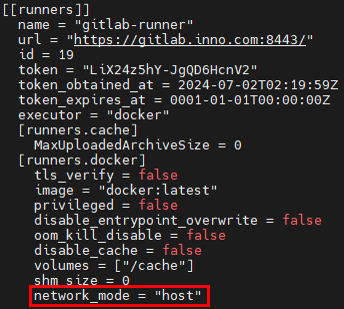 [[runners]]
name = "gitlab-runner"
url = "https://gitlab.inno.com:8443/"
id = 19
token = "LiX24z5hY-JgQD6HcnV2"
token_obtained_at = 2024-07-02T02:19:59Z
token_expires_at = 0001-01-01T00:00:00Z
executor = "docker"
[runners.cache]
MaxUploadedArchiveSize = 0
[runners.docker]
tls_verify = false
image = "docker:latest"
privileged = false
disable_entrypoint_overwrite = false
oom_kill_disable = false
disable_cache = false
volumes = ["/cache"]
shm_size = 0
network_mode = "host"